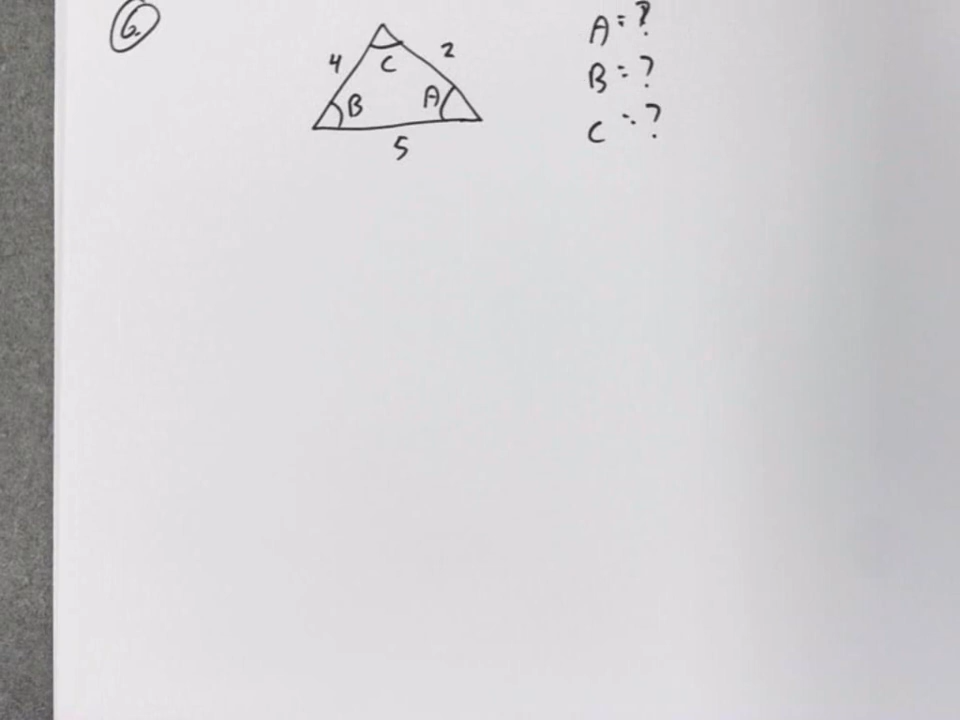 6.
4
2
C
B
A
5
A = ?
B = ?
C = ?